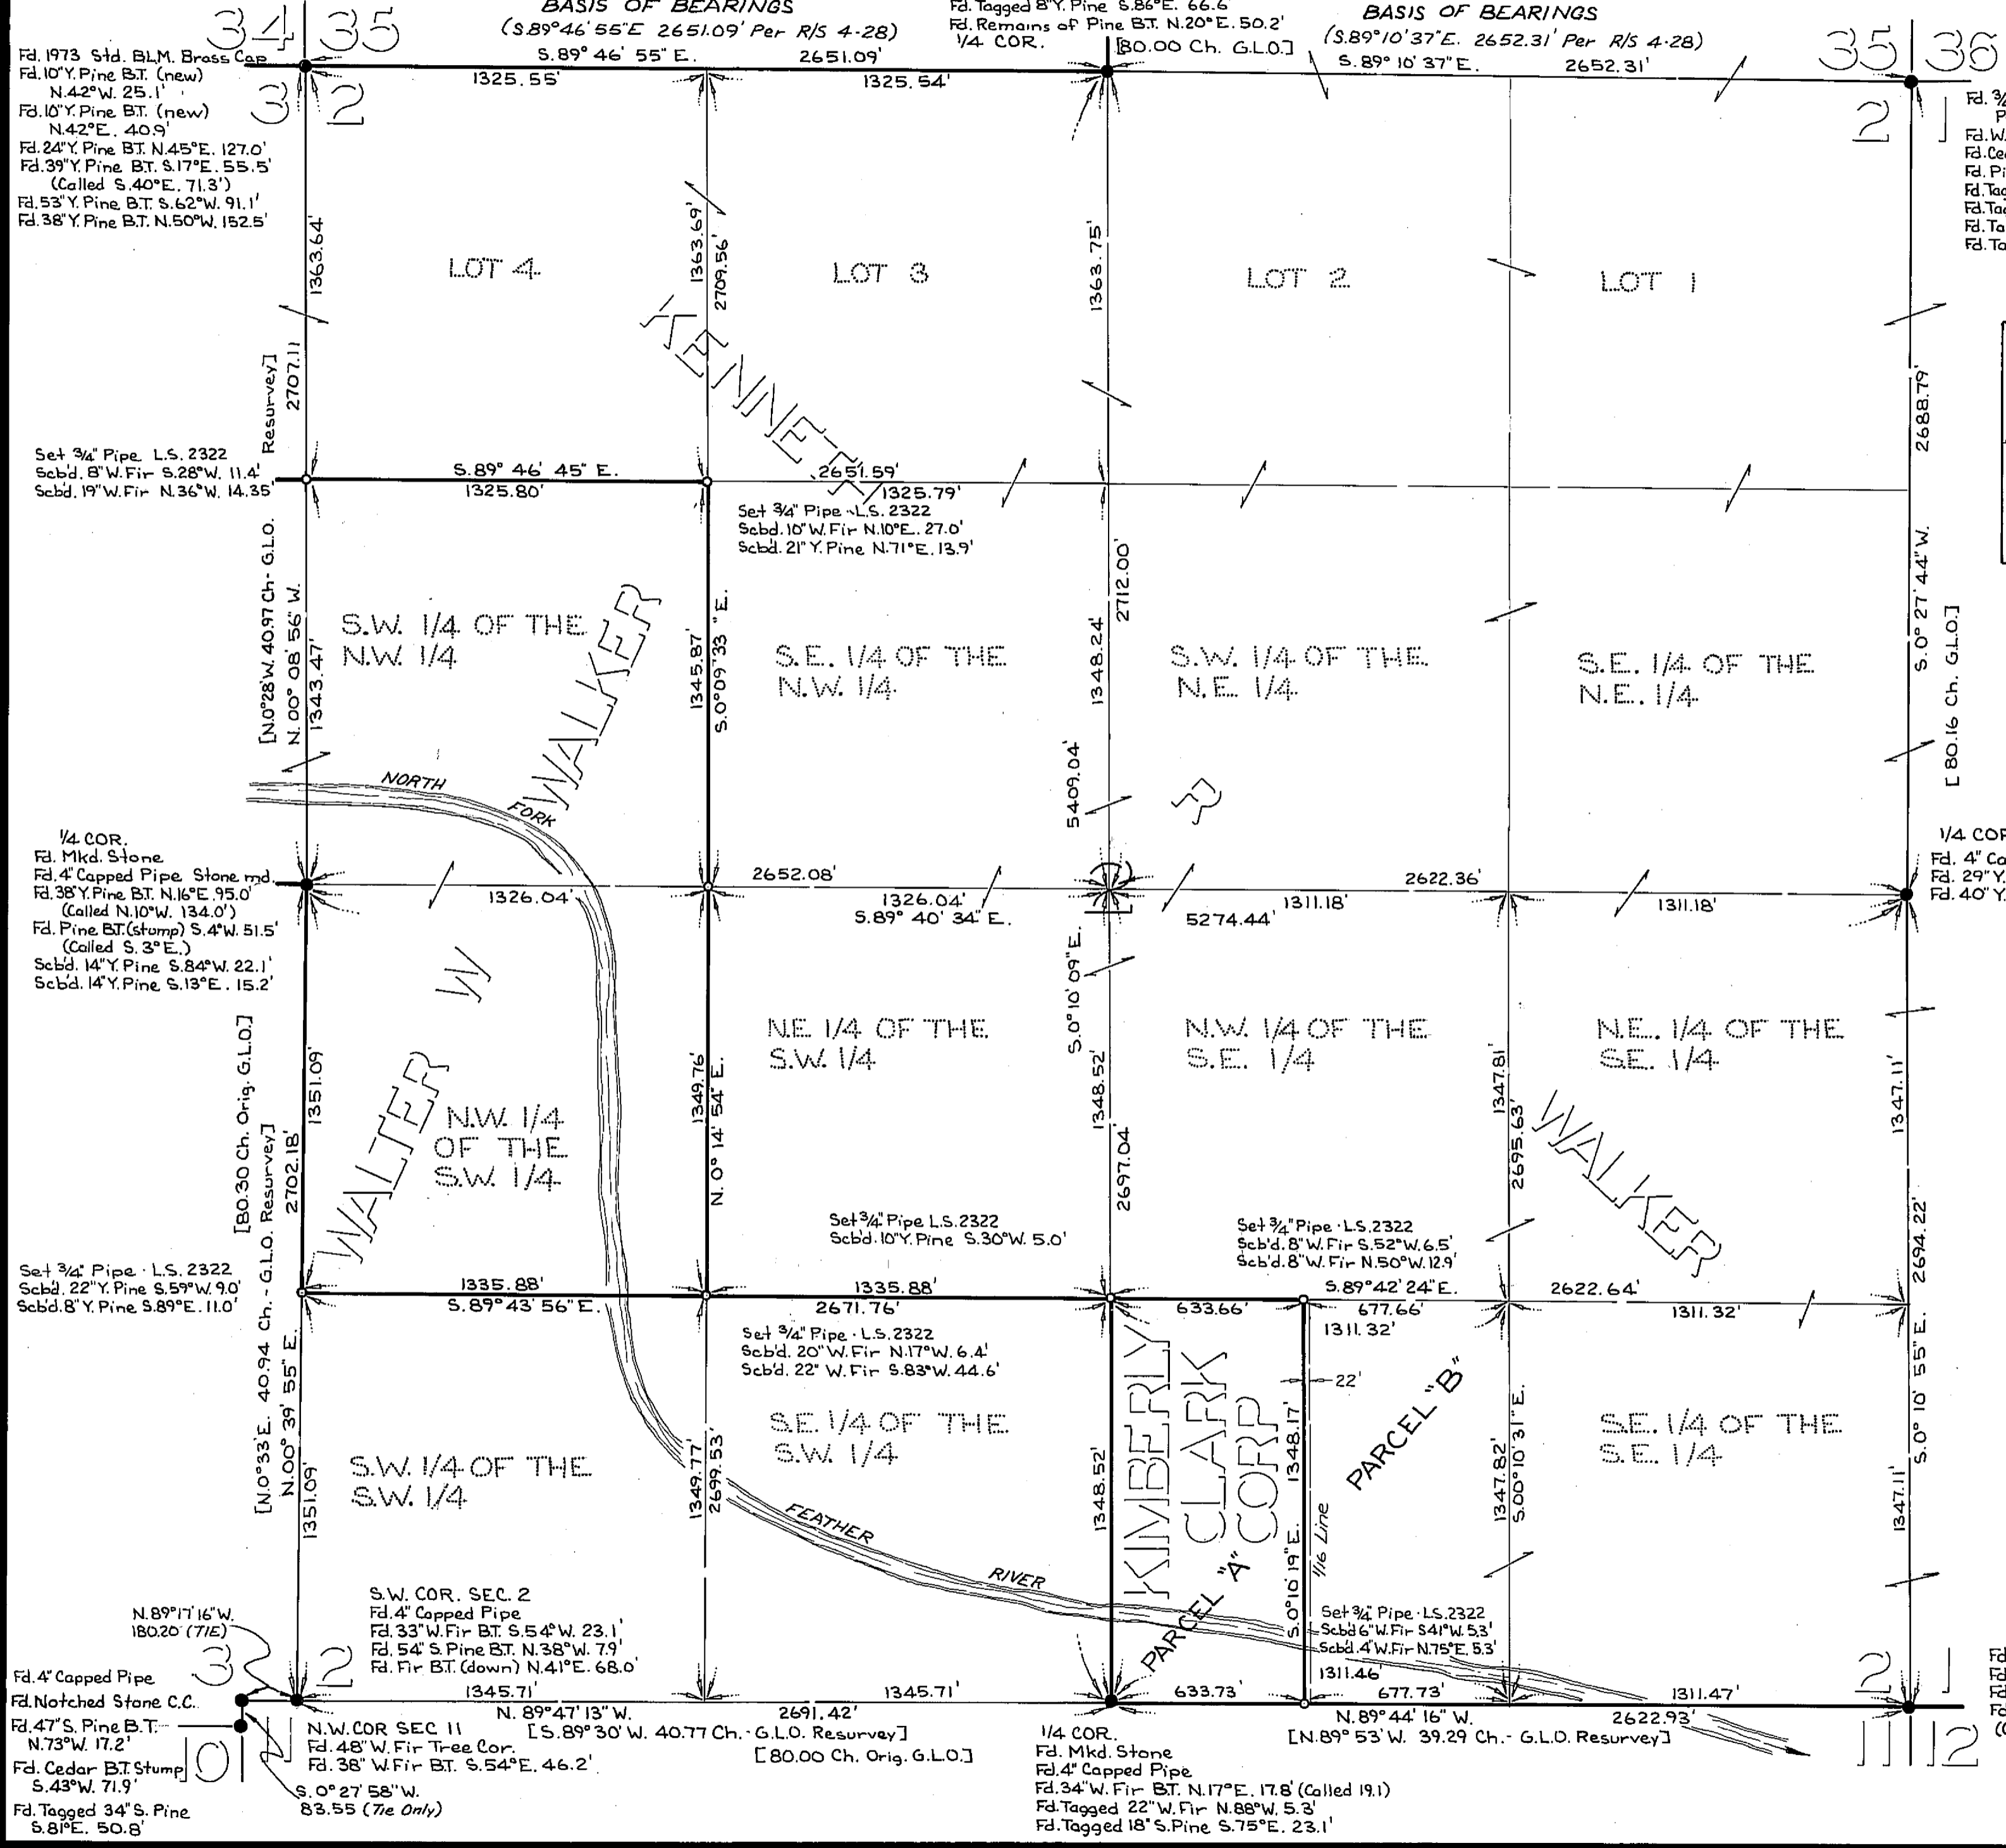 34 35
BASIS OF BEARINGS
(S.89°46'55"E 2651.09' Per R/S 4-28)
S.89° 46' 55" E. 2651.09'
1325.55'
1325.54'
Fd. Tagged 8"Y. Pine S.86°E. 66.6'
Fd. Remains of Pine B.T. N.20°E. 50.2'
1/4 COR.
[80.00 Ch. G.L.O.]
BASIS OF BEARINGS
(S.89°10'37"E. 2652.31' Per R/S 4-28)
S.89° 10' 37" E. 2652.31'
35 36
3 2
2 1
Fd. 1973 Std. BLM. Brass Cap
Fd. 10"Y. Pine B.T. (new)
N.42°W. 25.1'
Fd. 10"Y. Pine B.T. (new)
N.42°E. 40.9'
Fd. 24"Y. Pine B.T. N.45°E. 127.0'
Fd. 39"Y. Pine B.T. S.17°E. 55.5'
(Called S.40°E. 71.3')
Fd. 53"Y. Pine B.T. S.62°W. 91.1'
Fd. 38"Y. Pine B.T. N.50°W. 152.5'
Fd. 3/
P
Fd. W.
Fd. Ce
Fd. Pi
Fd. Tag
Fd. Ta
Fd. Ta
Fd. Ta
1363.64'
1363.69'
2709.56'
1363.75'
LOT 4
LOT 3
LOT 2
LOT 1
KENNETH
2707.11
Resurvey]
2688.79'
Set 3/4" Pipe L.S. 2322
Scb'd. 8"W. Fir S.28°W. 11.4'
Scb'd. 19"W. Fir N.36°W. 14.35'
S.89° 46' 45" E.
1325.80'
2651.59'
1325.79'
Set 3/4" Pipe L.S. 2322
Scbd. 10"W. Fir N.10°E. 27.0'
Scb'd. 21"Y. Pine N.71°E. 13.9'
[N.0°28'W. 40.97 Ch- G.L.O.
N. 00° 08' 56" W.
1343.47'
S.W. 1/4 OF THE
N.W. 1/4
WALKER
1345.87'
S.0°09'33" E.
S.E. 1/4 OF THE
N.W. 1/4
2712.00'
1348.24'
5409.04'
S.W. 1/4 OF THE
N.E. 1/4
S.E. 1/4 OF THE
N.E. 1/4
S.0° 27' 44" W.
[80.16 Ch. G.L.O.]
R
NORTH
FORK
1/4 COR.
Fd. Mkd. Stone
Fd. 4" Capped Pipe Stone md.
Fd. 38"Y. Pine B.T. N.16°E. 95.0'
(Called N.10°W. 134.0')
Fd. Pine B.T. (stump) S.4°W. 51.5'
(Called S. 3°E.)
Scb'd. 14"Y. Pine S.84°W. 22.1'
Scb'd. 14"Y. Pine S.13°E. 15.2'
1326.04'
2652.08'
1326.04'
S.89° 40' 34" E.
5274.44'
1311.18'
2622.36'
1311.18'
1/4 COR
Fd. 4" Ca
Fd. 29"Y.
Fd. 40"Y.
W
S.0° 10' 09" E.
[80.30 Ch. Orig. G.L.O.]
1351.09'
2702.18'
WALTER
N.W. 1/4
OF THE
S.W. 1/4
1349.76'
N. 0° 14' 54" E.
N.E 1/4 OF THE
S.W. 1/4
1348.52'
2697.04'
N.W. 1/4 OF THE
S.E. 1/4
1347.81'
2695.63'
N.E. 1/4 OF THE
S.E. 1/4
WALKER
1347.11'
2694.22'
Set 3/4" Pipe · L.S. 2322
Scbd. 22"Y. Pine S.59°W. 9.0'
Scb'd. 8"Y. Pine S.89°E. 11.0'
Set 3/4" Pipe L.S. 2322
Scb'd. 10"Y. Pine S.30°W. 5.0'
Set 3/4" Pipe · L.S. 2322
Scb'd. 8"W. Fir S.52°W. 6.5'
Scb'd. 8"W. Fir N.50°W. 12.9'
1335.88'
S.89° 43' 56" E.
1335.88'
2671.76'
S.89°42'24"E.
633.66'
677.66'
1311.32'
2622.64'
1311.32'
Set 3/4" Pipe · L.S. 2322
Scbd. 20"W. Fir N.17°W. 6.4'
Scb'd. 22" W. Fir S.83°W. 44.6'
[N.0°33'E. 40.94 Ch. - G.L.O. Resurvey]
N.00° 39' 55" E.
1351.09'
S.W. 1/4 OF THE
S.W. 1/4
1349.77'
2699.53'
S.E. 1/4 OF THE
S.W. 1/4
1348.52'
KIMBERLY
CLARK
CORP
22'
1348.17'
S.0°10'19"E.
1/16 Line
PARCEL "A"
PARCEL "B"
1347.82'
S.00°10'31"E.
S.E. 1/4 OF THE
S.E. 1/4
S.0° 10' 55" E.
1347.11'
FEATHER
RIVER
N.89°17'16"W.
180.20 (TIE)
S.W. COR. SEC. 2
Fd. 4" Capped Pipe
Fd. 33"W. Fir B.T. S.54°W. 23.1'
Fd. 54" S. Pine B.T. N.38°W. 7.9'
Fd. Fir B.T. (down) N.41°E. 68.0'
Set 3/4" Pipe · L.S. 2322
Scbd 6"W. Fir S41°W. 5.3'
Scb'd. 4"W. Fir N.75°E. 5.3'
3 2
2 1
Fd. 4" Capped Pipe
Fd. Notched Stone C.C.
Fd. 47" S. Pine B.T.
N.73°W. 17.2'
Fd. Cedar B.T. Stump
S.43°W. 71.9'
Fd. Tagged 34" S. Pine
S.81°E. 50.8'
1345.71'
N. 89°47'13" W.
1345.71'
2691.42'
633.73'
1311.46'
677.73'
N.89°44'16" W.
1311.47'
2622.93'
10 11
N.W. COR SEC 11
Fd. 48" W. Fir Tree Cor.
Fd. 38" W. Fir B.T. S.54°E. 46.2'
[S.89°30' W. 40.77 Ch.- G.L.O. Resurvey]
[80.00 Ch. Orig. G.L.O.]
S. 0°27'58"W.
83.55 (Tie Only)
1/4 COR.
Fd. Mkd. Stone
Fd. 4" Capped Pipe
Fd. 34"W. Fir B.T. N.17°E. 17.8' (Called 19.1)
Fd. Tagged 22"W. Fir N.88°W. 5.3'
Fd. Tagged 18" S. Pine S.75°E. 23.1'
[N.89° 53' W. 39.29 Ch.- G.L.O. Resurvey]
11 12
Fd
Fd
Fd
Fd
(C